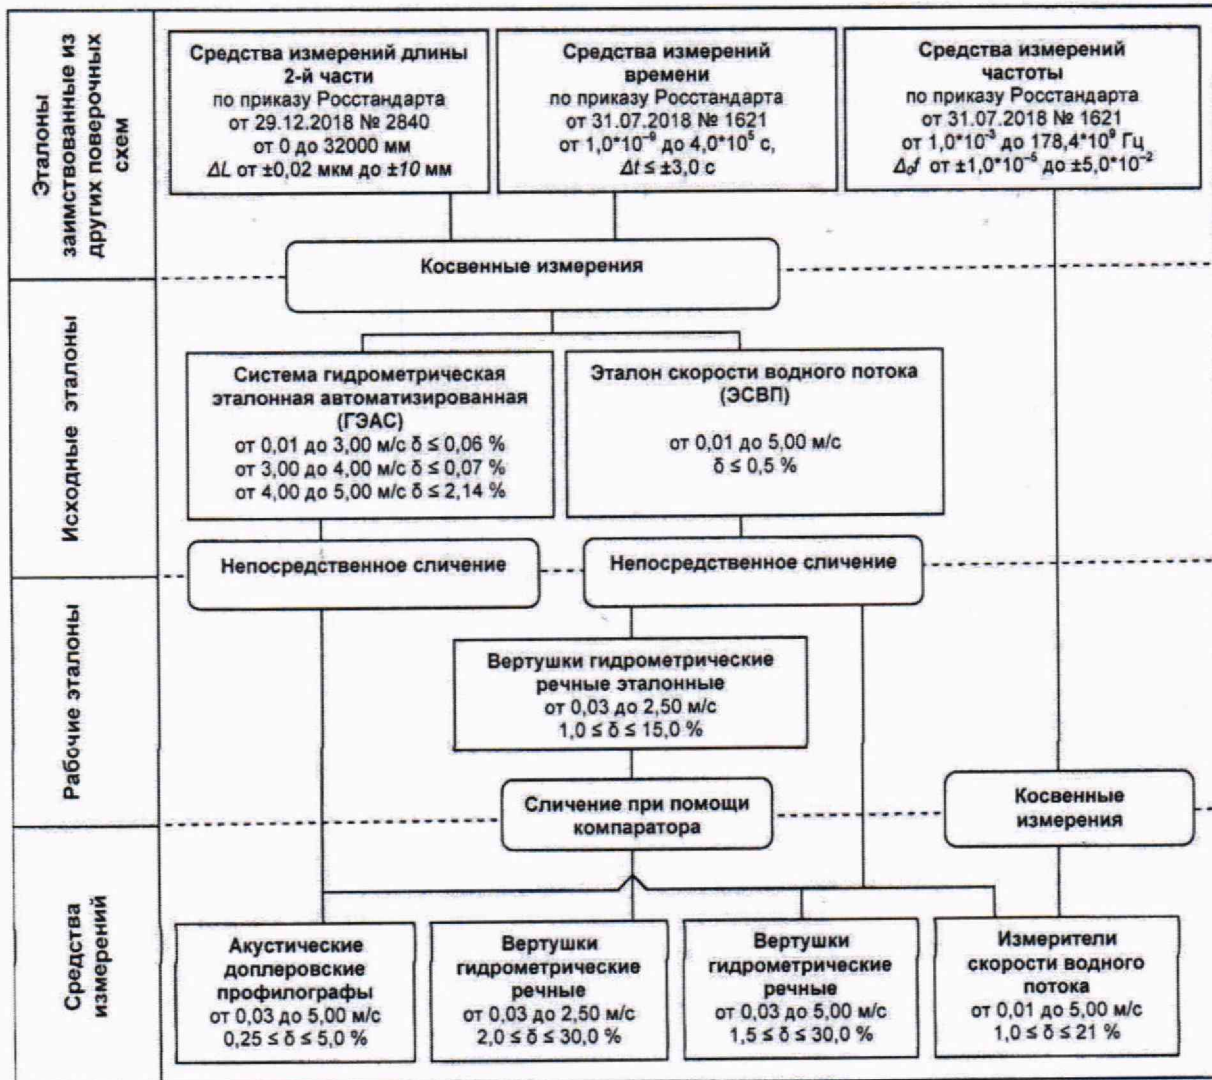 Эталоны
заимствованные из
других поверочных
схем
Средства измерений длины
2-й части
по приказу Росстандарта
от 29.12.2018 № 2840
от 0 до 32000 мм
ΔL от ±0,02 мкм до ±10 мм
Средства измерений
времени
по приказу Росстандарта
от 31.07.2018 № 1621
от 1,0*10⁻⁹ до 4,0*10⁵ с,
Δt ≤ ±3,0 с
Средства измерений
частоты
по приказу Росстандарта
от 31.07.2018 № 1621
от 1,0*10⁻³ до 178,4*10⁹ Гц
Δ₀f от ±1,0*10⁻⁵ до ±5,0*10⁻²
Косвенные измерения
Исходные эталоны
Система гидрометрическая
эталонная автоматизированная
(ГЭАС)
от 0,01 до 3,00 м/с δ ≤ 0,06 %
от 3,00 до 4,00 м/с δ ≤ 0,07 %
от 4,00 до 5,00 м/с δ ≤ 2,14 %
Эталон скорости водного потока
(ЭСВП)
от 0,01 до 5,00 м/с
δ ≤ 0,5 %
Непосредственное сличение
Непосредственное сличение
Рабочие эталоны
Вертушки гидрометрические
речные эталонные
от 0,03 до 2,50 м/с
1,0 ≤ δ ≤ 15,0 %
Сличение при помощи
компаратора
Косвенные
измерения
Средства
измерений
Акустические
доплеровские
профилографы
от 0,03 до 5,00 м/с
0,25 ≤ δ ≤ 5,0 %
Вертушки
гидрометрические
речные
от 0,03 до 2,50 м/с
2,0 ≤ δ ≤ 30,0 %
Вертушки
гидрометрические
речные
от 0,03 до 5,00 м/с
1,5 ≤ δ ≤ 30,0 %
Измерители
скорости водного
потока
от 0,01 до 5,00 м/с
1,0 ≤ δ ≤ 21 %